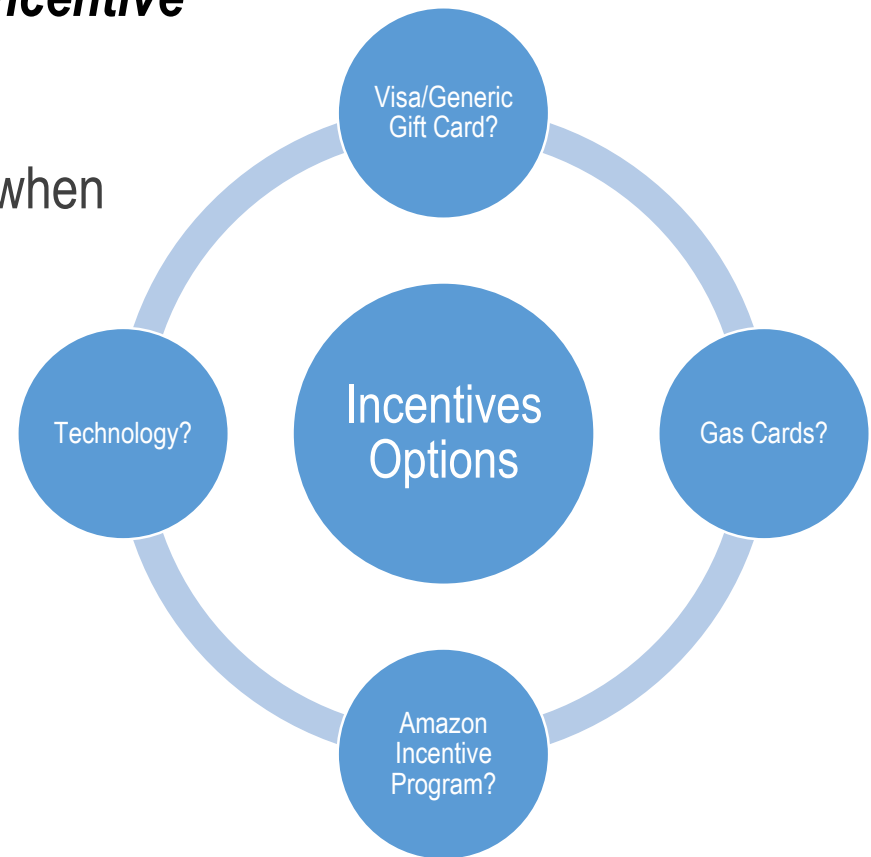 when
Visa/Generic
Gift Card?
Technology?
Incentives
Options
Gas Cards?
Amazon
Incentive
Program?